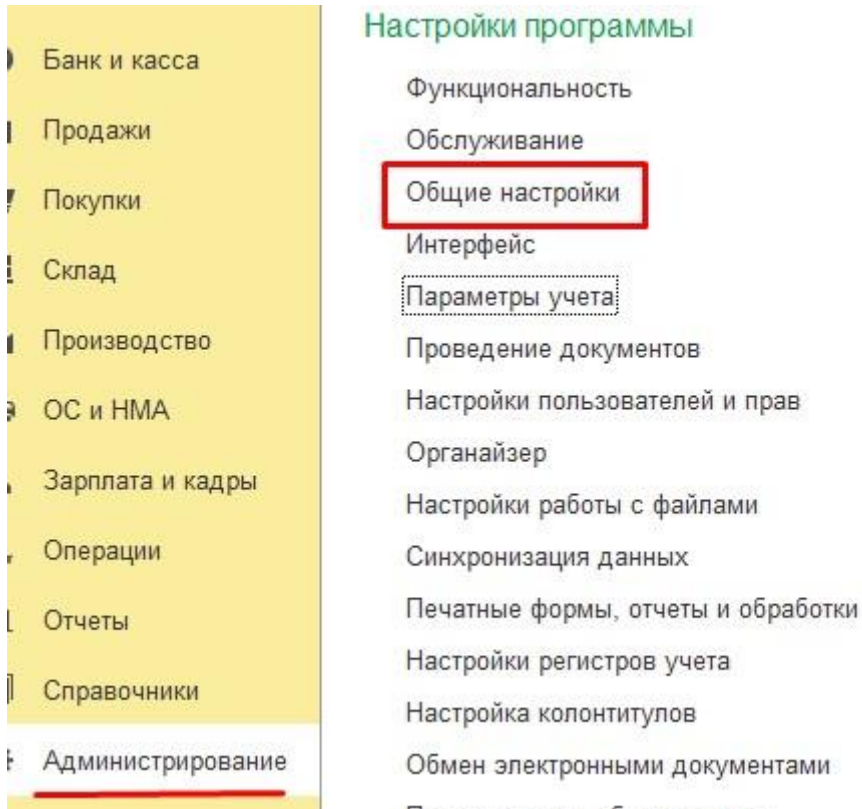 Банк и касса
Продажи
Покупки
Склад
Производство
ОС и НМА
Зарплата и кадры
Операции
Отчеты
Справочники
Администрирование
Настройки программы
Функциональность
Обслуживание
Общие настройки
Интерфейс
Параметры учета
Проведение документов
Настройки пользователей и прав
Органайзер
Настройки работы с файлами
Синхронизация данных
Печатные формы, отчеты и обработки
Настройки регистров учета
Настройка колонтитулов
Обмен электронными документами